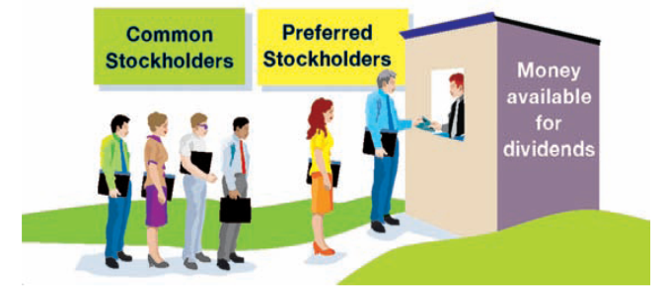 Common
Stockholders
Preferred
Stockholders
Money
available
for
dividends